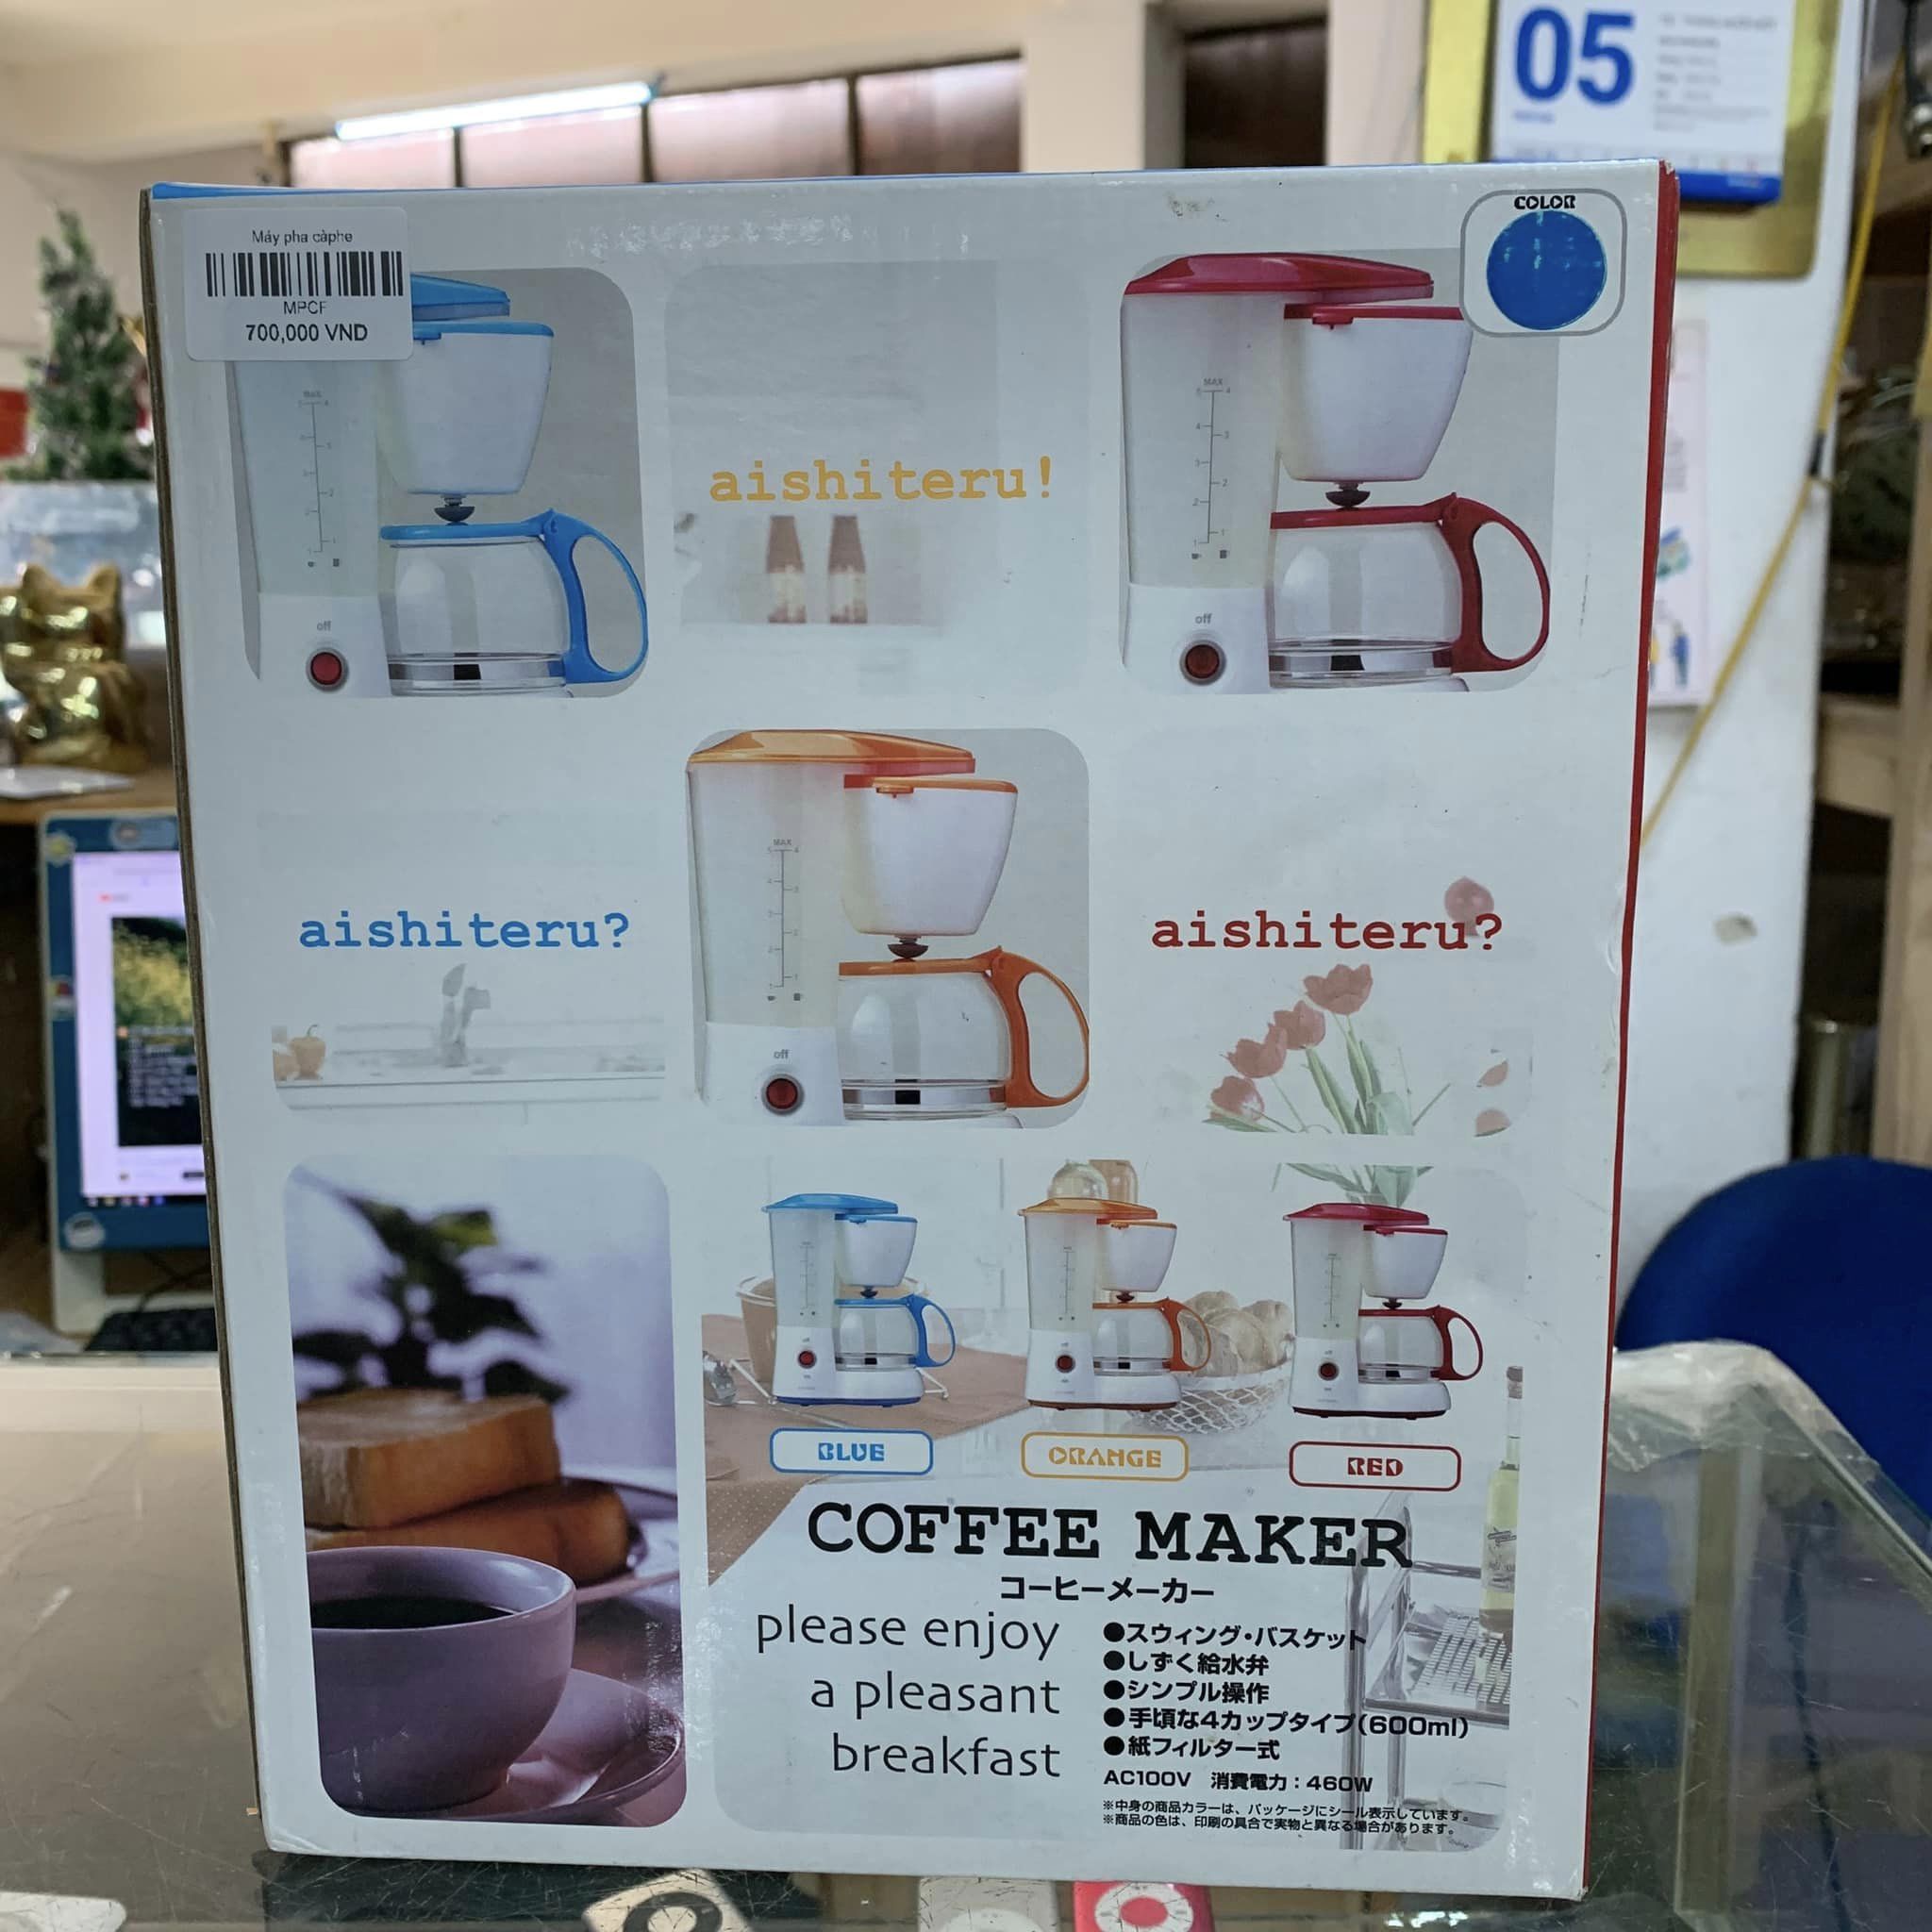 05
COLOR
Máy pha càphe
MPCF
700,000 VND
MAX
off
aishiteru!
MAX
off
aishiteru?
MAX
off
aishiteru?
BLUE
ORANGE
RED
COFFEE MAKER
コーヒーメーカー
please enjoy
a pleasant
breakfast
●スウィング・バスケット
●しずく給水弁
●シンプル操作
●手頃な4カップタイプ(600ml)
●紙フィルター式
AC100V 消費電力:460W
※中身の商品カラーは、パッケージにシール表示しています。
※商品の色は、印刷の具合で実物と異なる場合があります。